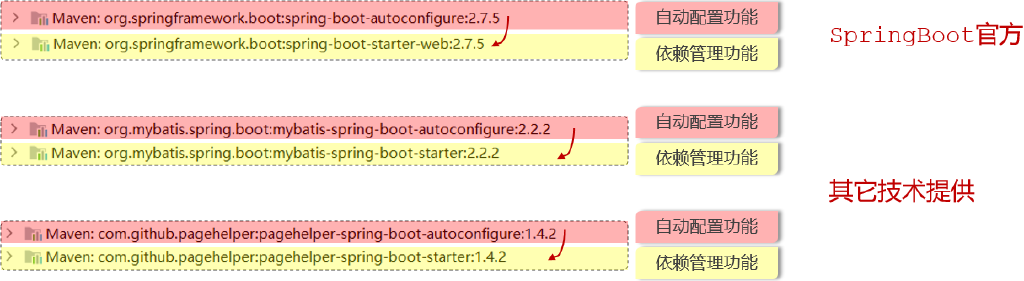 Maven: org.springframework.boot:spring-boot-autoconfigure:2.7.5
自动配置功能
Maven: org.springframework.boot:spring-boot-starter-web:2.7.5
依赖管理功能
SpringBoot官方
Maven: org.mybatis.spring.boot:mybatis-spring-boot-autoconfigure:2.2.2
自动配置功能
Maven: org.mybatis.spring.boot:mybatis-spring-boot-starter:2.2.2
依赖管理功能
其它技术提供
Maven: com.github.pagehelper:pagehelper-spring-boot-autoconfigure:1.4.2
自动配置功能
Maven: com.github.pagehelper:pagehelper-spring-boot-starter:1.4.2
依赖管理功能